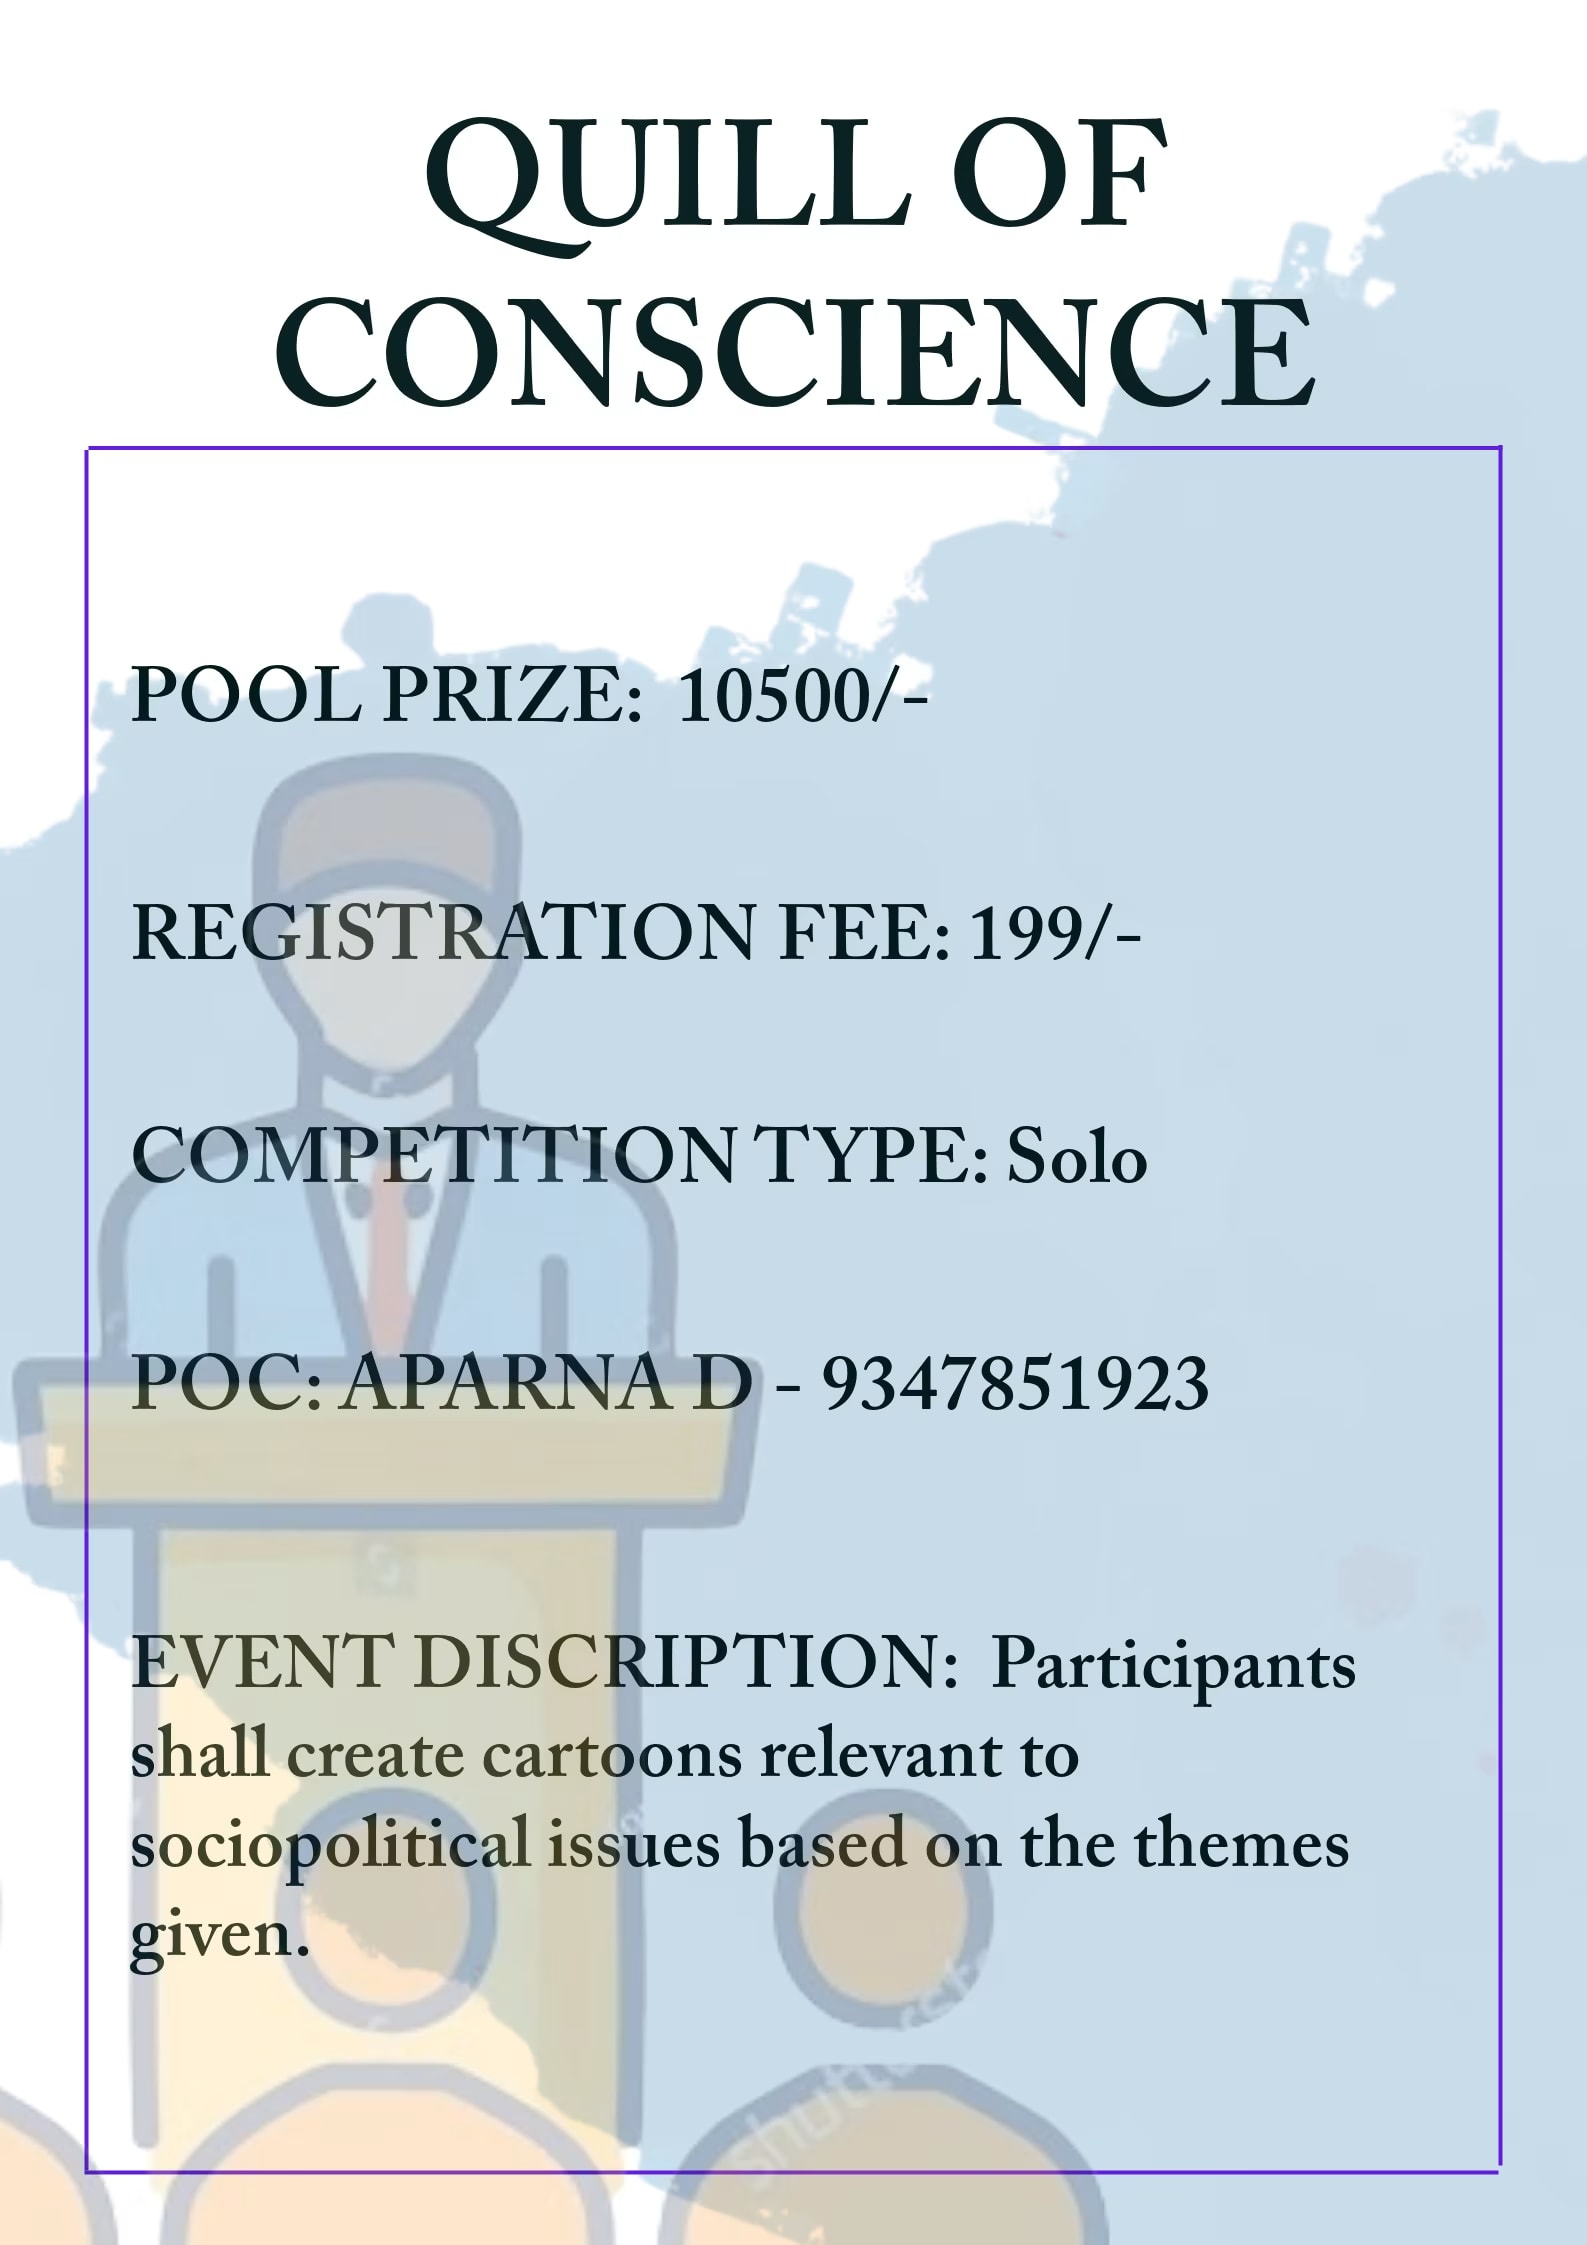 QUILL OF
CONSCIENCE
POOL PRIZE: 10500/-
REGISTRATION FEE: 199/-
COMPETITION TYPE: Solo
POC: APARNA D - 9347851923
EVENT DISCRIPTION: Participants
shall create cartoons relevant to
sociopolitical issues based on the themes
given.